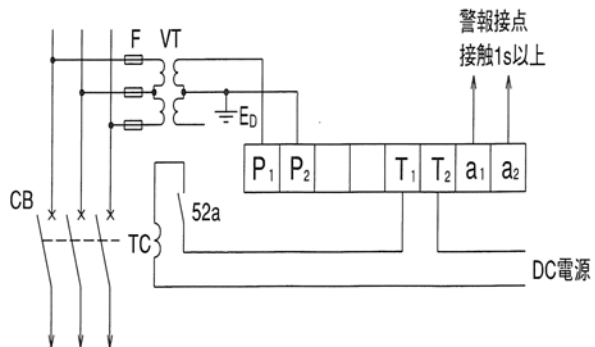 F VT
警報接点
接触1s以上
E_D
P₁ P₂ T₁ T₂ a₁ a₂
CB
52a
TC
DC電源